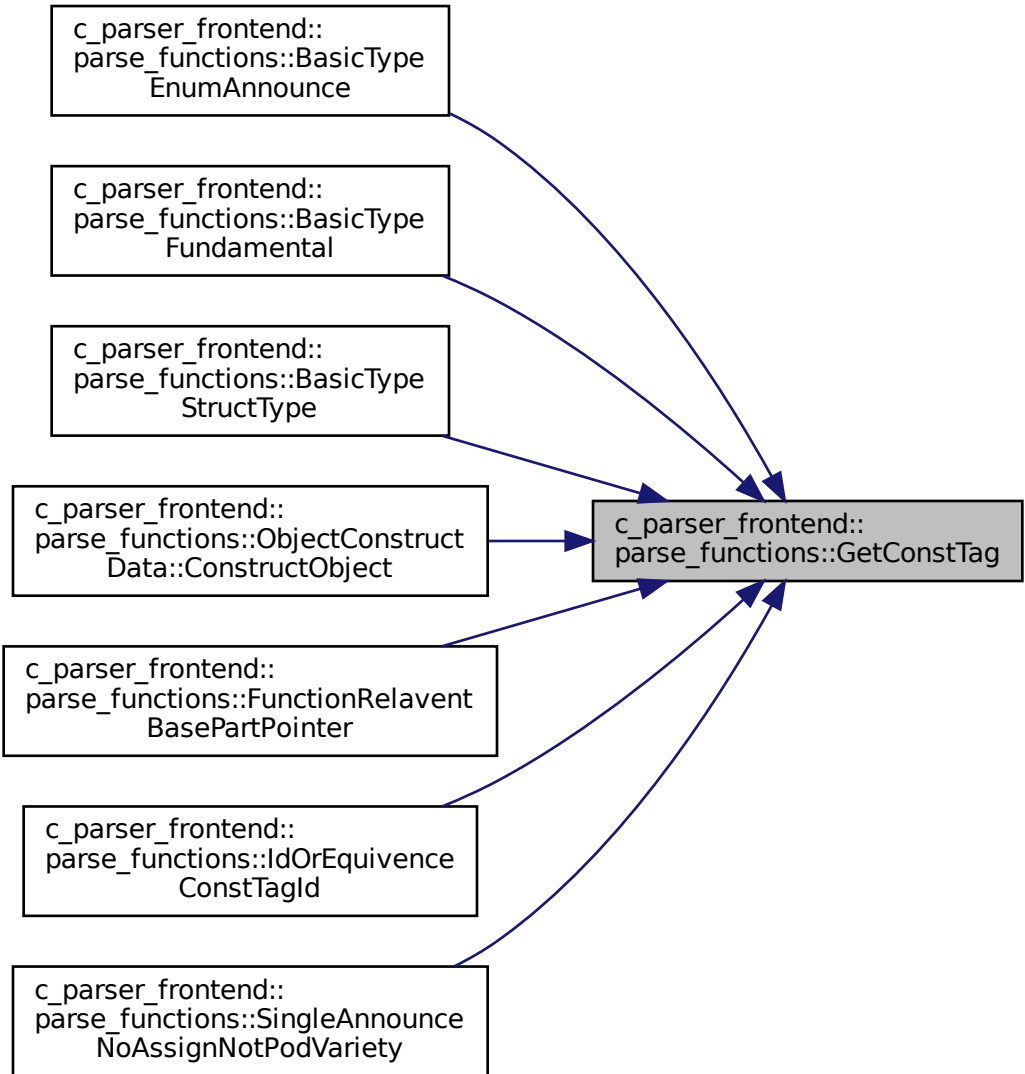 c_parser_frontend::
parse_functions::BasicType
EnumAnnounce
c_parser_frontend::
parse_functions::BasicType
Fundamental
c_parser_frontend::
parse_functions::BasicType
StructType
c_parser_frontend::
parse_functions::ObjectConstruct
Data::ConstructObject
c_parser_frontend::
parse_functions::GetConstTag
c_parser_frontend::
parse_functions::FunctionRelavent
BasePartPointer
c_parser_frontend::
parse_functions::IdOrEquivence
ConstTagId
c_parser_frontend::
parse_functions::SingleAnnounce
NoAssignNotPodVariety